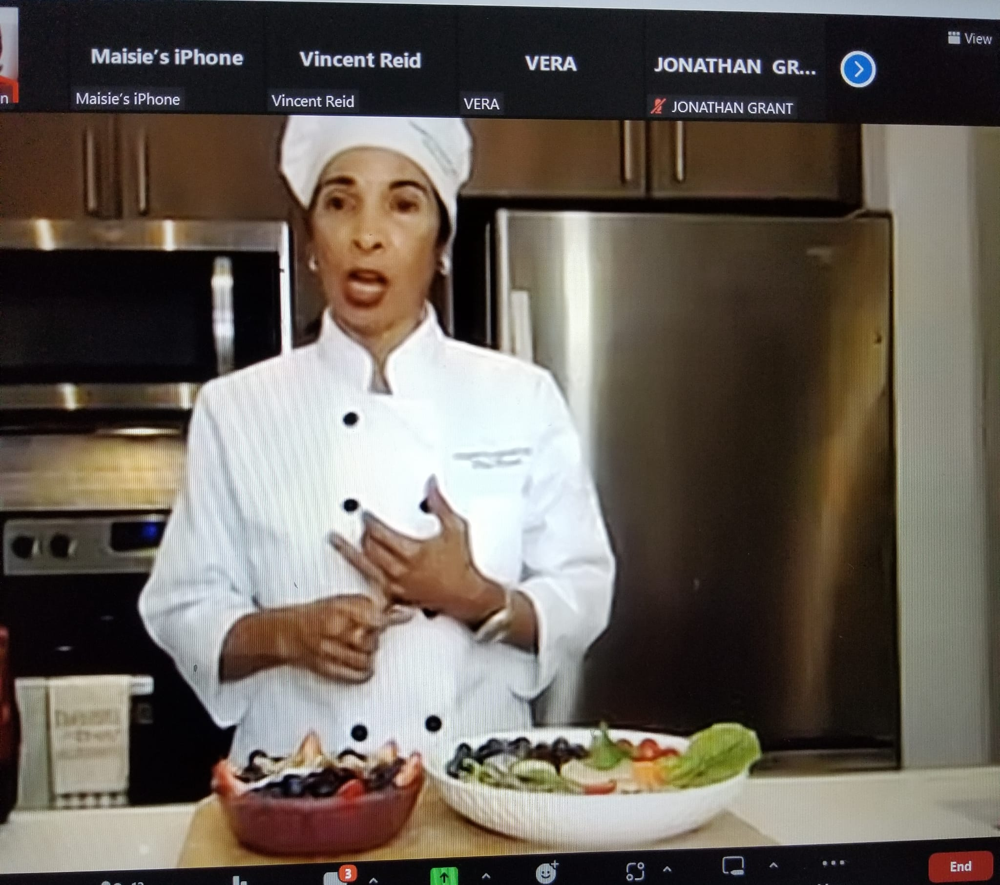 View
Maisie's iPhone
Vincent Reid
VERA
JONATHAN GR...
n
Maisie's iPhone
Vincent Reid
VERA
JONATHAN GRANT
3
End